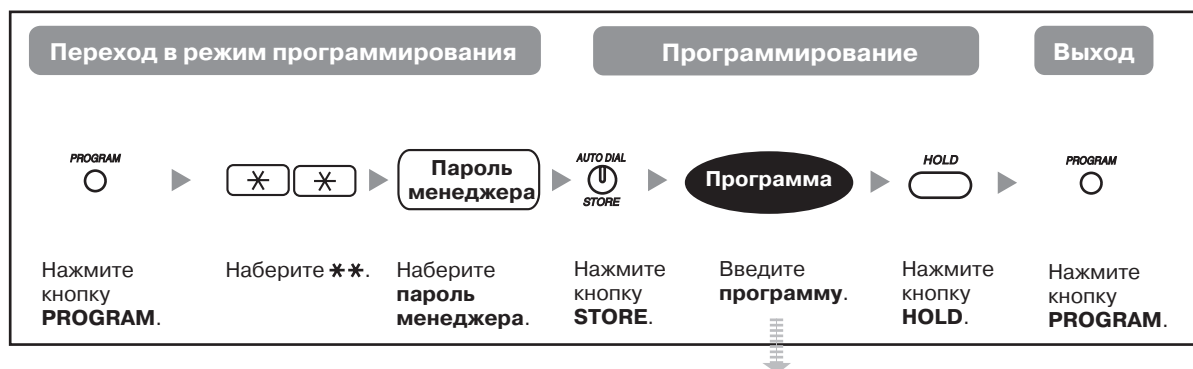 Переход в режим программирования
Программирование
Выход
PROGRAM
* *
Пароль
менеджера
AUTO DIAL
STORE
Программа
HOLD
PROGRAM
Нажмите
кнопку
PROGRAM.
Наберите **.
Наберите
пароль
менеджера.
Нажмите
кнопку
STORE.
Введите
программу.
Нажмите
кнопку
HOLD.
Нажмите
кнопку
PROGRAM.